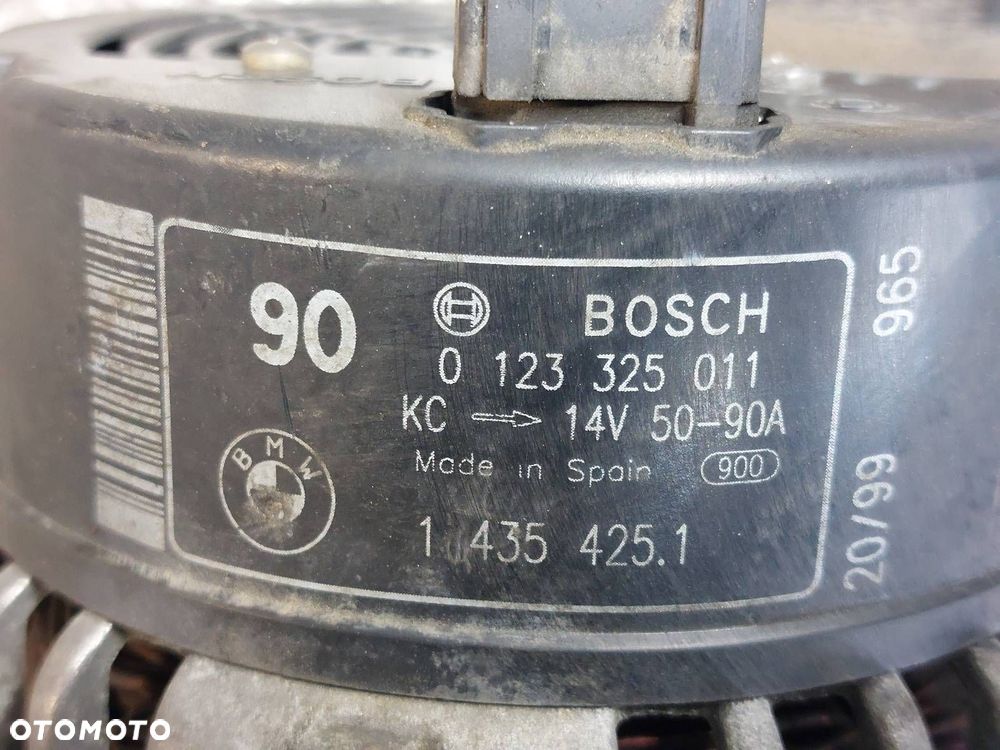 90
BOSCH
0 123 325 011
KC 14V 50-90A
Made in Spain 900
BMW
1 435 425.1
965
20/99
OTOMOTO